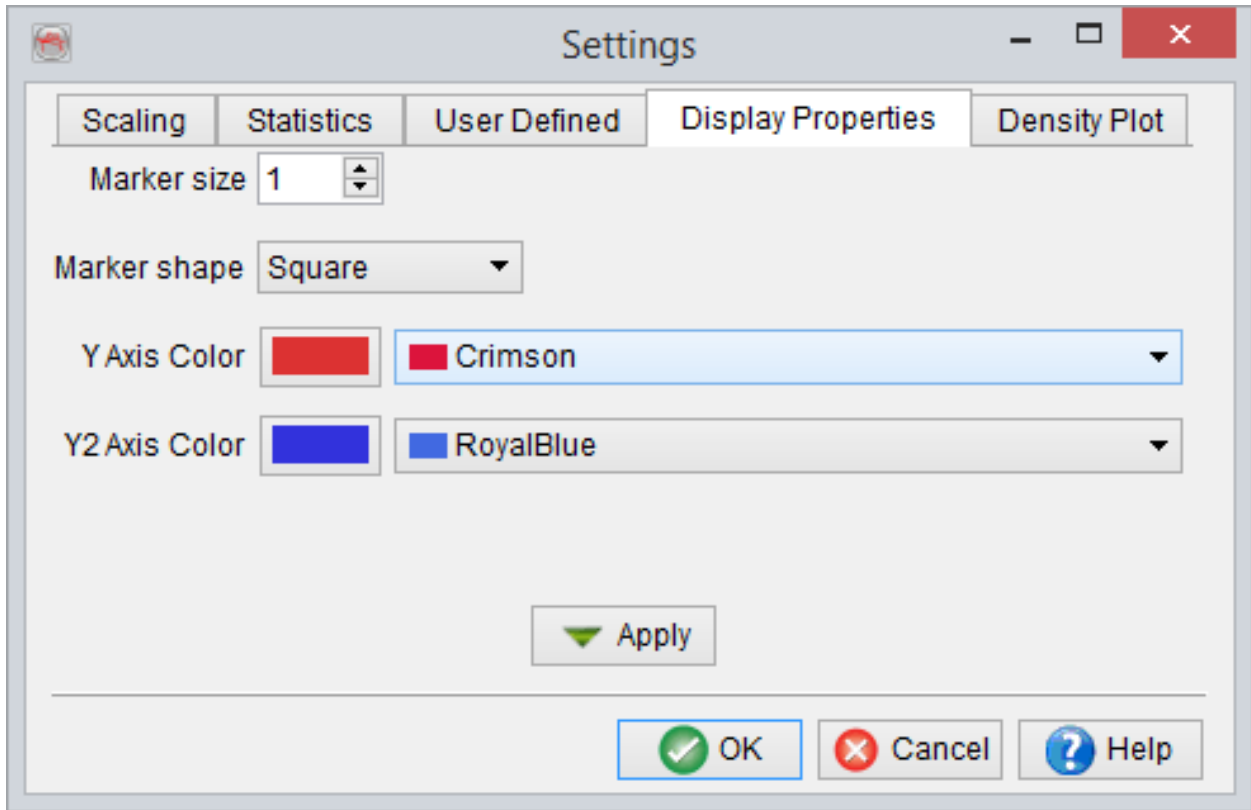 Settings
Scaling Statistics User Defined Display Properties Density Plot
Marker size 1
Marker shape Square
Y Axis Color Crimson
Y2 Axis Color RoyalBlue
Apply
OK Cancel Help